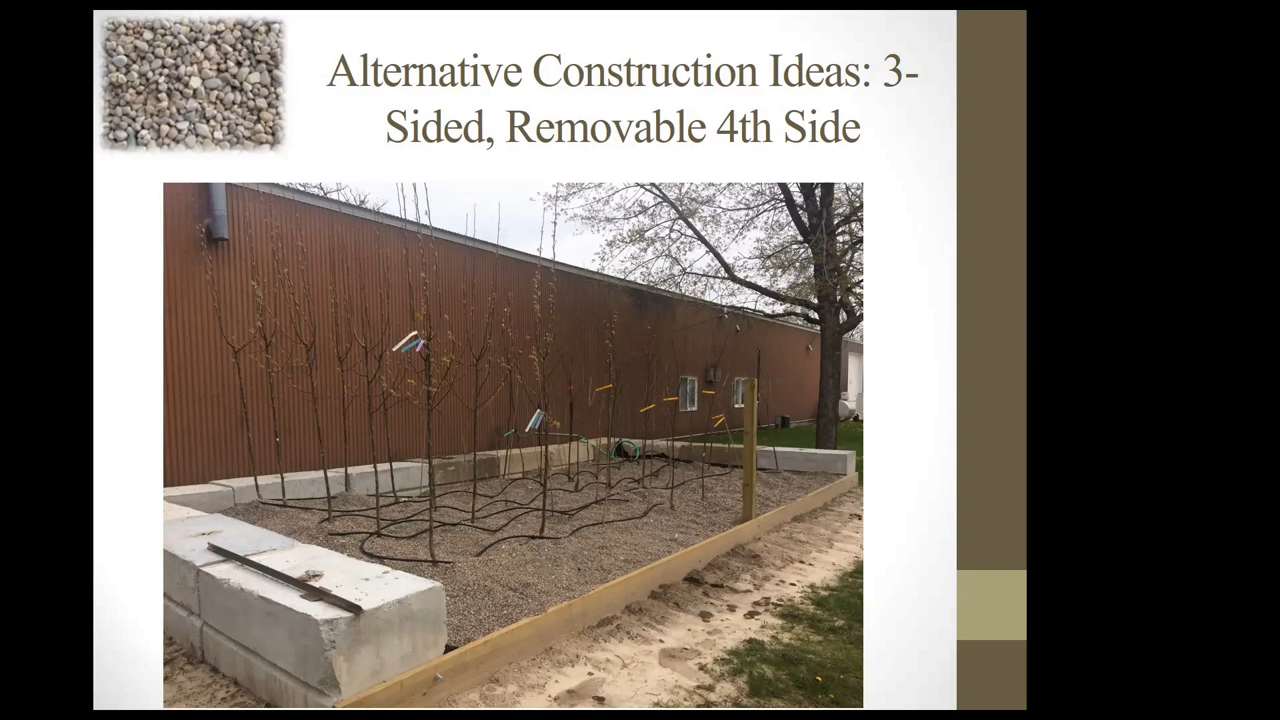 Alternative Construction Ideas: 3-
Sided, Removable 4th Side